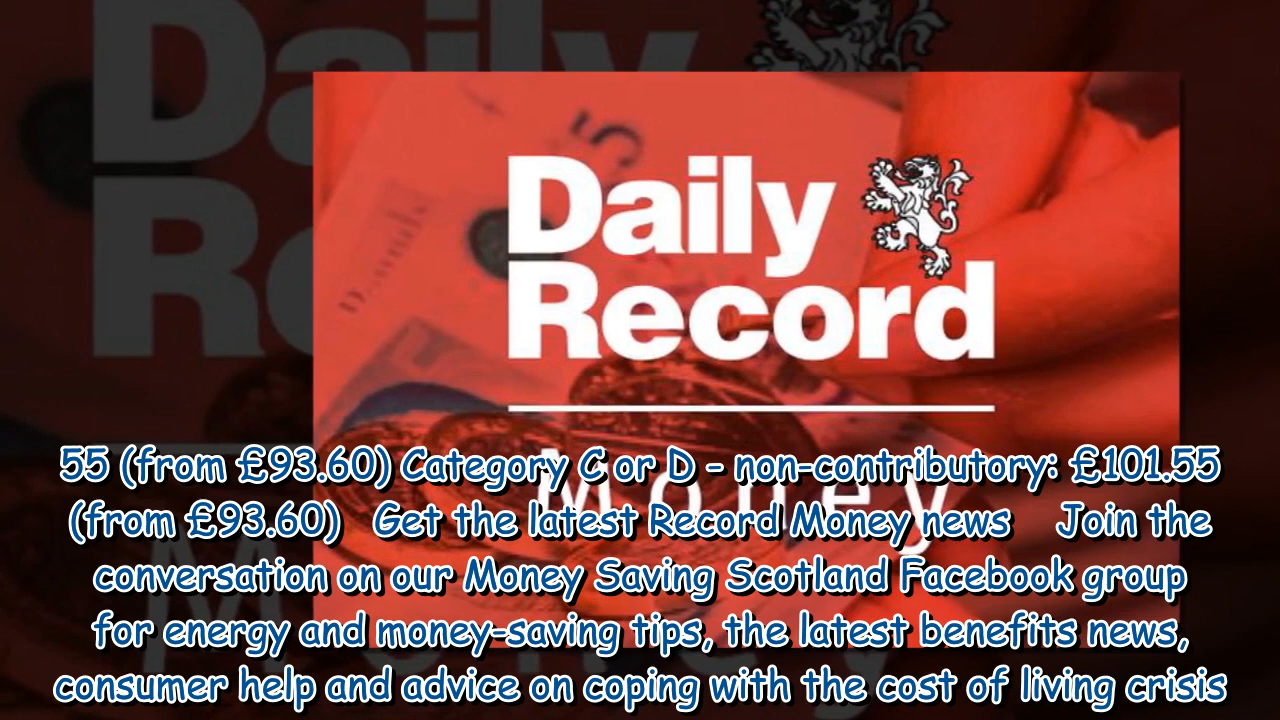 Daily
Record
Money
55 (from £93.60) Category C or D – non-contributory: £101.55
(from £93.60) Get the latest Record Money news Join the
conversation on our Money Saving Scotland Facebook group
for energy and money-saving tips, the latest benefits news,
consumer help and advice on coping with the cost of living crisis